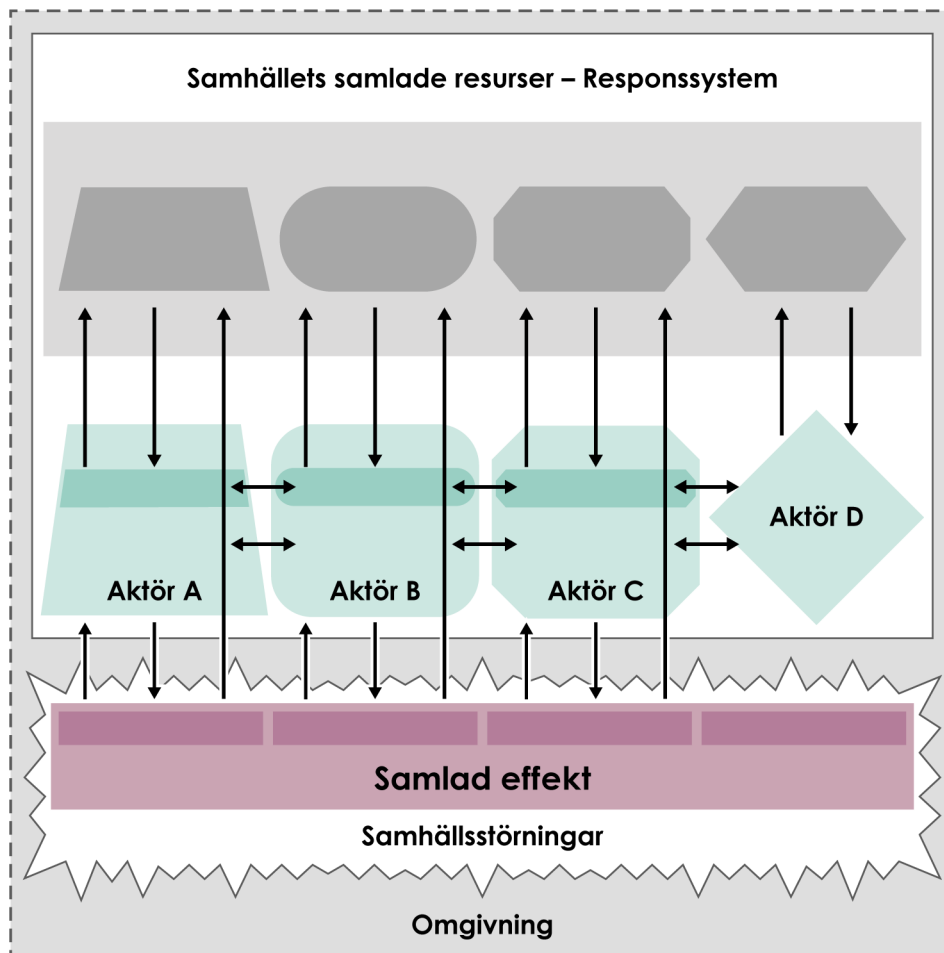 Samhällets samlade resurser – Responssystem
Aktör D
Aktör A
Aktör B
Aktör C
Samlad effekt
Samhällsstörningar
Omgivning